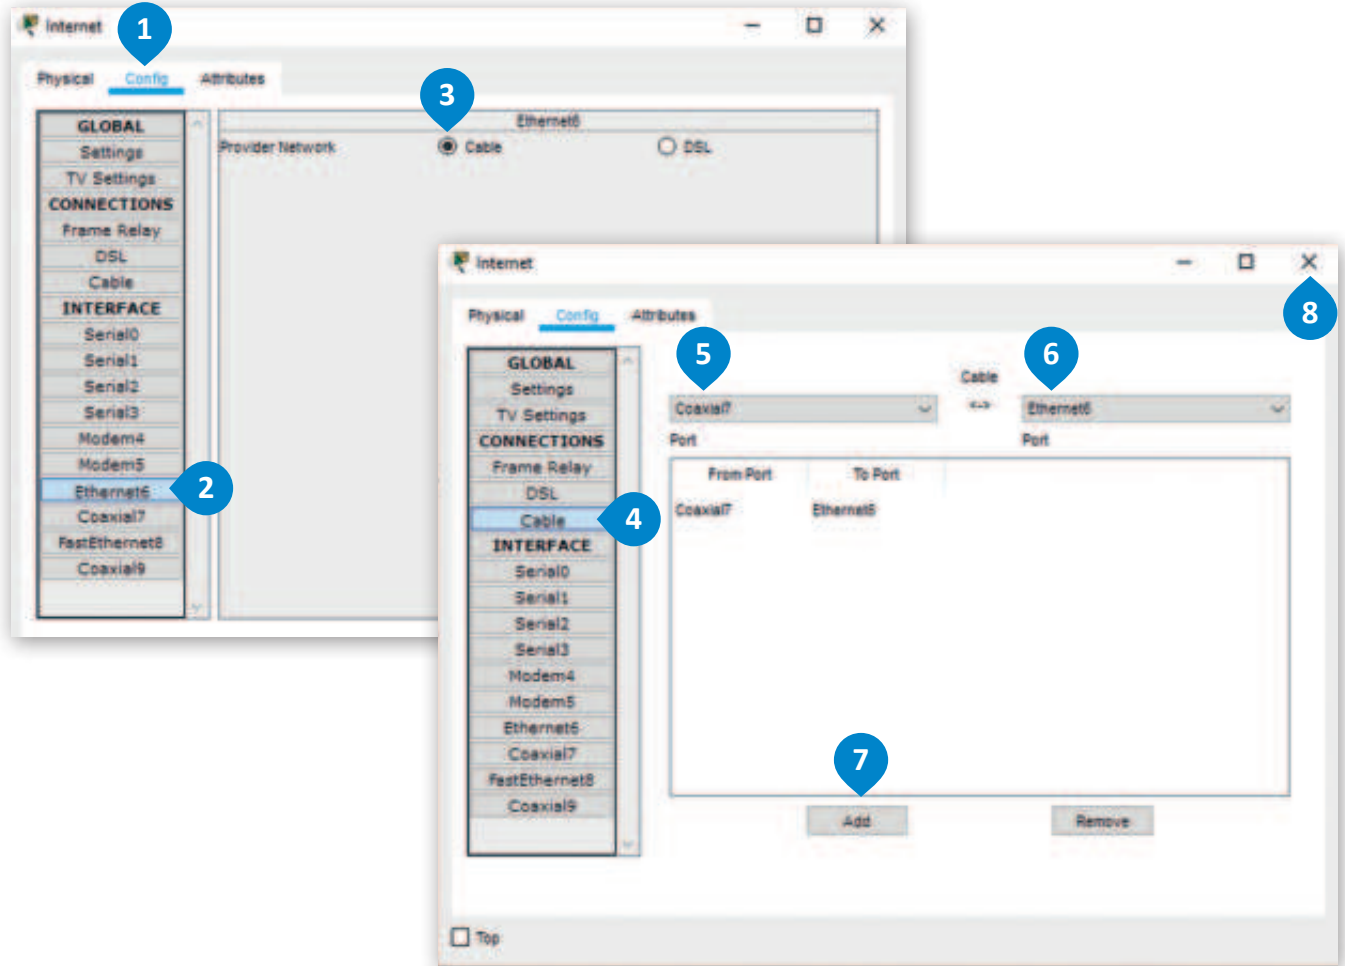 Internet
1
Physical Config Attributes
3
GLOBAL
Settings
TV Settings
CONNECTIONS
Frame Relay
DSL
Cable
INTERFACE
Serial0
Serial1
Serial2
Serial3
Modem4
Modem5
Ethernet6
2
Coaxial7
FastEthernet8
Coaxial9
Ethernet6
Provider Network Cable DSL
Internet
8
Physical Config Attributes
5
6
GLOBAL
Settings
TV Settings
CONNECTIONS
Frame Relay
DSL
Cable
4
INTERFACE
Serial0
Serial1
Serial2
Serial3
Modem4
Modem5
Ethernet6
Coaxial7
FastEthernet8
Coaxial9
Cable
Coaxial7 <-> Ethernet6
Port Port
From Port To Port
Coaxial7 Ethernet6
7
Add Remove
Top